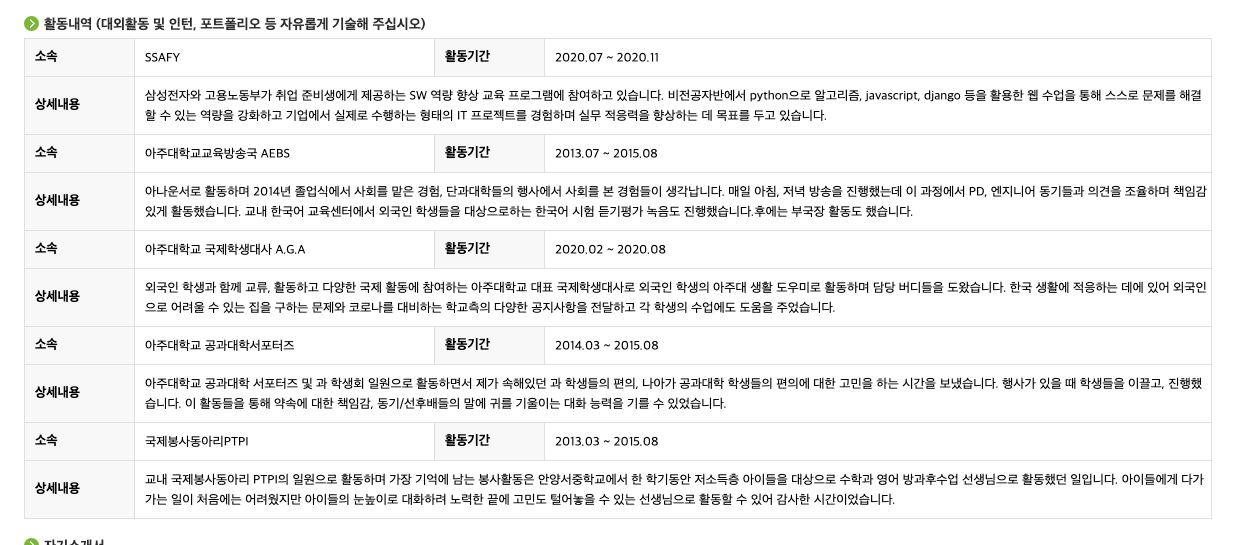 활동내역 (대외활동 및 인턴, 포트폴리오 등 자유롭게 기술해 주십시오)
소속 SSAFY 활동기간 2020.07 ~ 2020.11
상세내용
삼성전자와 고용노동부가 취업 준비생에게 제공하는 SW 역량 향상 교육 프로그램에 참여하고 있습니다. 비전공자반에서 python으로 알고리즘, javascript, django 등을 활용한 웹 수업을 통해 스스로 문제를 해결
할 수 있는 역량을 강화하고 기업에서 실제로 수행하는 형태의 IT 프로젝트를 경험하며 실무 적응력을 향상하는 데 목표를 두고 있습니다.
소속 아주대학교교육방송국 AEBS 활동기간 2013.07 ~ 2015.08
상세내용
아나운서로 활동하며 2014년 졸업식에서 사회를 맡은 경험, 단과대학들의 행사에서 사회를 본 경험들이 생각납니다. 매일 아침, 저녁 방송을 진행했는데 이 과정에서 PD, 엔지니어 동기들과 의견을 조율하며 책임감
있게 활동했습니다. 교내 한국어 교육센터에서 외국인 학생들을 대상으로하는 한국어 시험 듣기평가 녹음도 진행했습니다.후에는 부국장 활동도 했습니다.
소속 아주대학교 국제학생대사 A.G.A 활동기간 2020.02 ~ 2020.08
상세내용
외국인 학생과 함께 교류, 활동하고 다양한 국제 활동에 참여하는 아주대학교 대표 국제학생대사로 외국인 학생의 아주대 생활 도우미로 활동하며 담당 버디들을 도왔습니다. 한국 생활에 적응하는 데에 있어 외국인
으로 어려울 수 있는 집을 구하는 문제와 코로나를 대비하는 학교측의 다양한 공지사항을 전달하고 각 학생의 수업에도 도움을 주었습니다.
소속 아주대학교 공과대학서포터즈 활동기간 2014.03 ~ 2015.08
상세내용
아주대학교 공과대학 서포터즈 및 과 학생회 일원으로 활동하면서 제가 속해있던 과 학생들의 편의, 나아가 공과대학 학생들의 편의에 대한 고민을 하는 시간을 보냈습니다. 행사가 있을 때 학생들을 이끌고, 진행했
습니다. 이 활동들을 통해 약속에 대한 책임감, 동기/선후배들의 말에 귀를 기울이는 대화 능력을 기를 수 있었습니다.
소속 국제봉사동아리PTPI 활동기간 2013.03 ~ 2015.08
상세내용
교내 국제봉사동아리 PTPI의 일원으로 활동하며 가장 기억에 남는 봉사활동은 안양서중학교에서 한 학기동안 저소득층 아이들을 대상으로 수학과 영어 방과후수업 선생님으로 활동했던 일입니다. 아이들에게 다가
가는 일이 처음에는 어려웠지만 아이들의 눈높이로 대화하려 노력한 끝에 고민도 털어놓을 수 있는 선생님으로 활동할 수 있어 감사한 시간이었습니다.
자기소개서